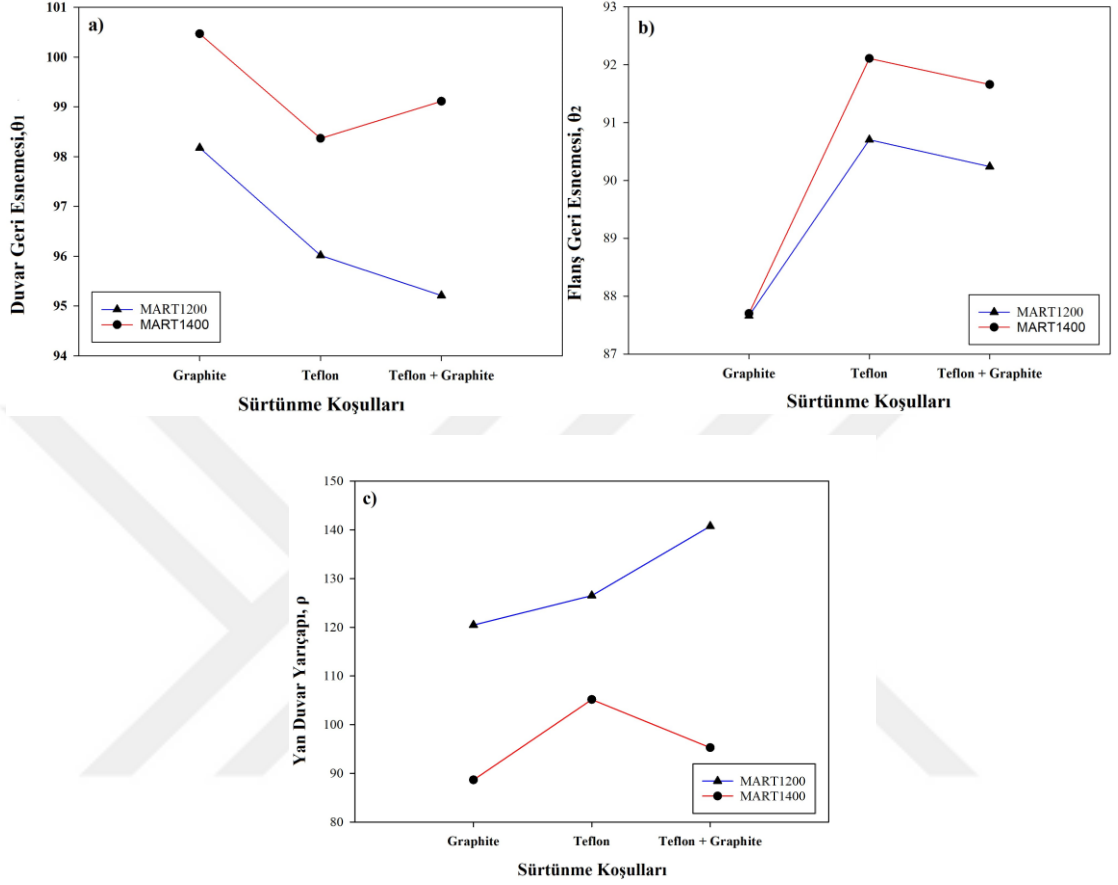 a)
Duvar Geri Esnemesi,θ1
101
100
99
98
97
96
95
94
MART1200
MART1400
Graphite
Teflon
Teflon + Graphite
Sürtünme Koşulları
b)
Flanş Geri Esnemesi, θ2
93
92
91
90
89
88
87
MART1200
MART1400
Graphite
Teflon
Teflon + Graphite
Sürtünme Koşulları
c)
Yan Duvar Yarıçapı, ρ
150
140
130
120
110
100
90
80
MART1200
MART1400
Graphite
Teflon
Teflon + Graphite
Sürtünme Koşulları